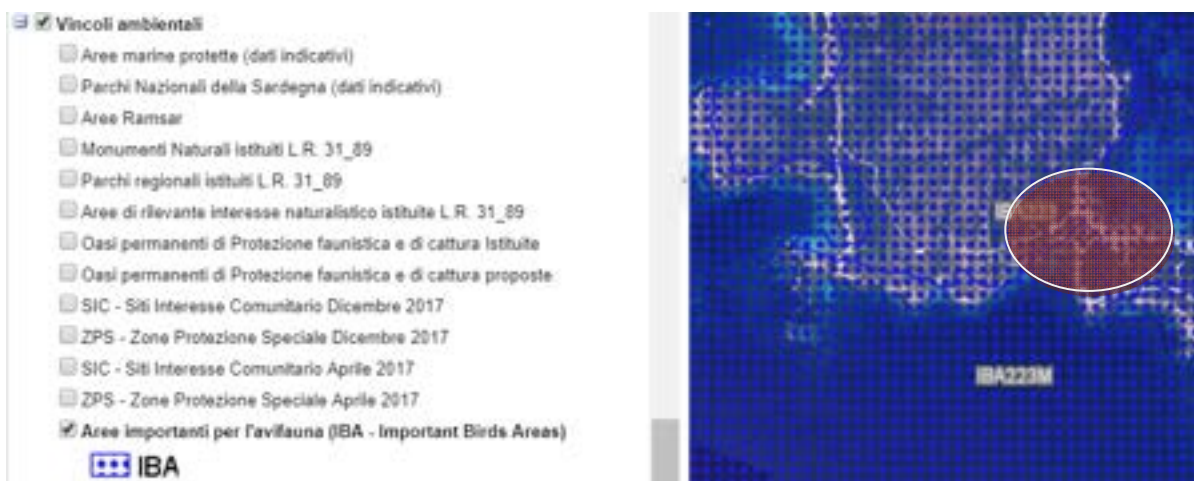 Vincoli ambientali
Aree marine protette (dati indicativi)
Parchi Nazionali della Sardegna (dati indicativi)
Aree Ramsar
Monumenti Naturali istituiti L.R. 31_89
Parchi regionali istituiti L.R. 31_89
Aree di rilevante interesse naturalistico istituite L.R. 31_89
Oasi permanenti di Protezione faunistica e di cattura Istituite
Oasi permanenti di Protezione faunistica e di cattura proposte
SIC - Siti Interesse Comunitario Dicembre 2017
ZPS - Zone Protezione Speciale Dicembre 2017
SIC - Siti Interesse Comunitario Aprile 2017
ZPS - Zone Protezione Speciale Aprile 2017
Aree importanti per l'avifauna (IBA - Important Birds Areas)
IBA
IBA223M